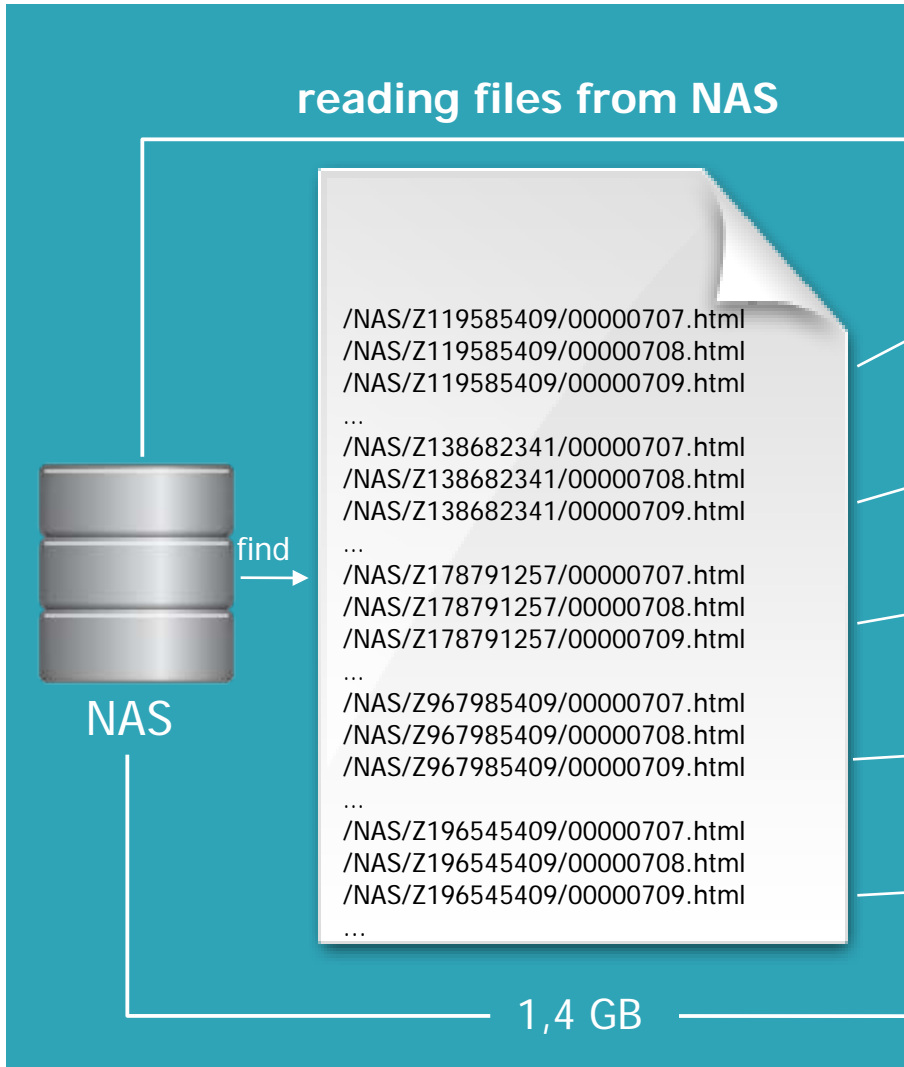 reading files from NAS
/NAS/Z119585409/00000707.html
/NAS/Z119585409/00000708.html
/NAS/Z119585409/00000709.html
...
/NAS/Z138682341/00000707.html
/NAS/Z138682341/00000708.html
/NAS/Z138682341/00000709.html
...
/NAS/Z178791257/00000707.html
/NAS/Z178791257/00000708.html
/NAS/Z178791257/00000709.html
...
/NAS/Z967985409/00000707.html
/NAS/Z967985409/00000708.html
/NAS/Z967985409/00000709.html
...
/NAS/Z196545409/00000707.html
/NAS/Z196545409/00000708.html
/NAS/Z196545409/00000709.html
...
find
NAS
1,4 GB